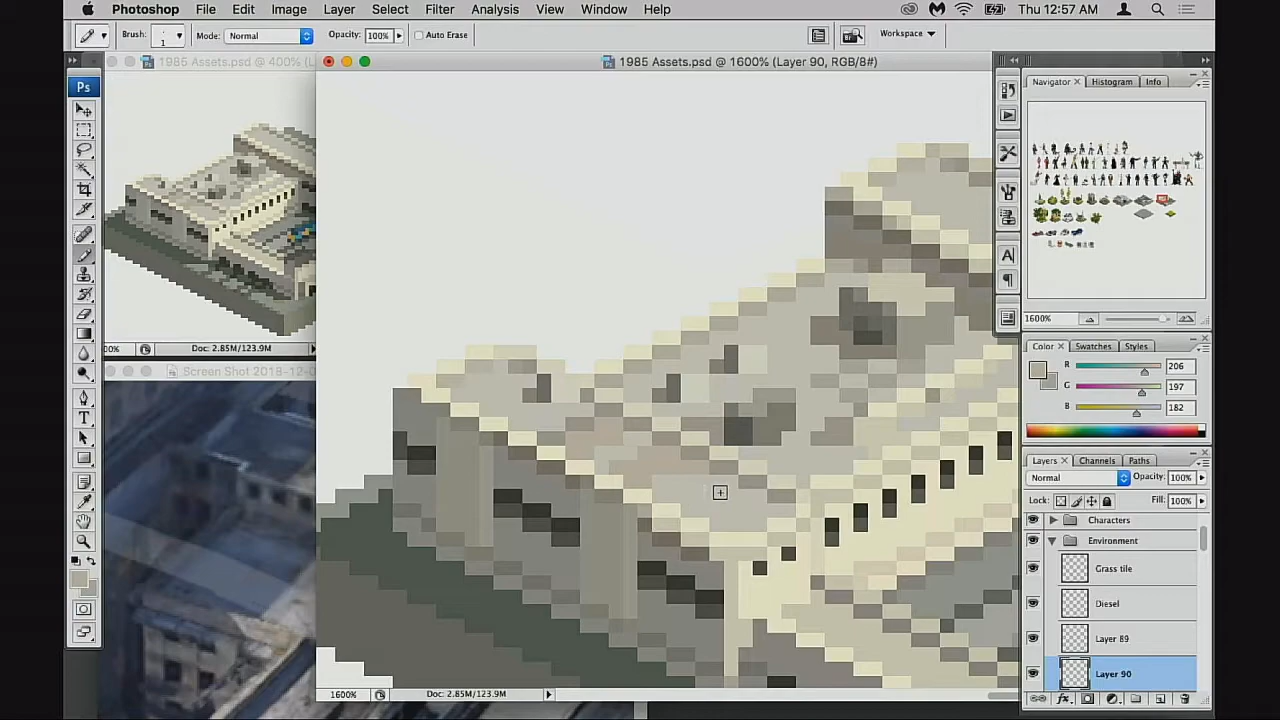 Photoshop File Edit Image Layer Select Filter Analysis View Window Help Thu 12:57 AM
Brush: 1 Mode: Normal Opacity: 100% Auto Erase Workspace
1985 Assets.psd @ 400% (L
1985 Assets.psd @ 1600% (Layer 90, RGB/8#)
Ps
Navigator Histogram Info
1600%
00% Doc: 2.85M/123.9M
Screen Shot 2018-12-0
Color Swatches Styles
R 206
G 197
B 182
Layers Channels Paths
Normal Opacity: 100%
Lock: Fill: 100%
Characters
Environment
Grass tile
Diesel
Layer 89
Layer 90
1600% Doc: 2.85M/123.9M